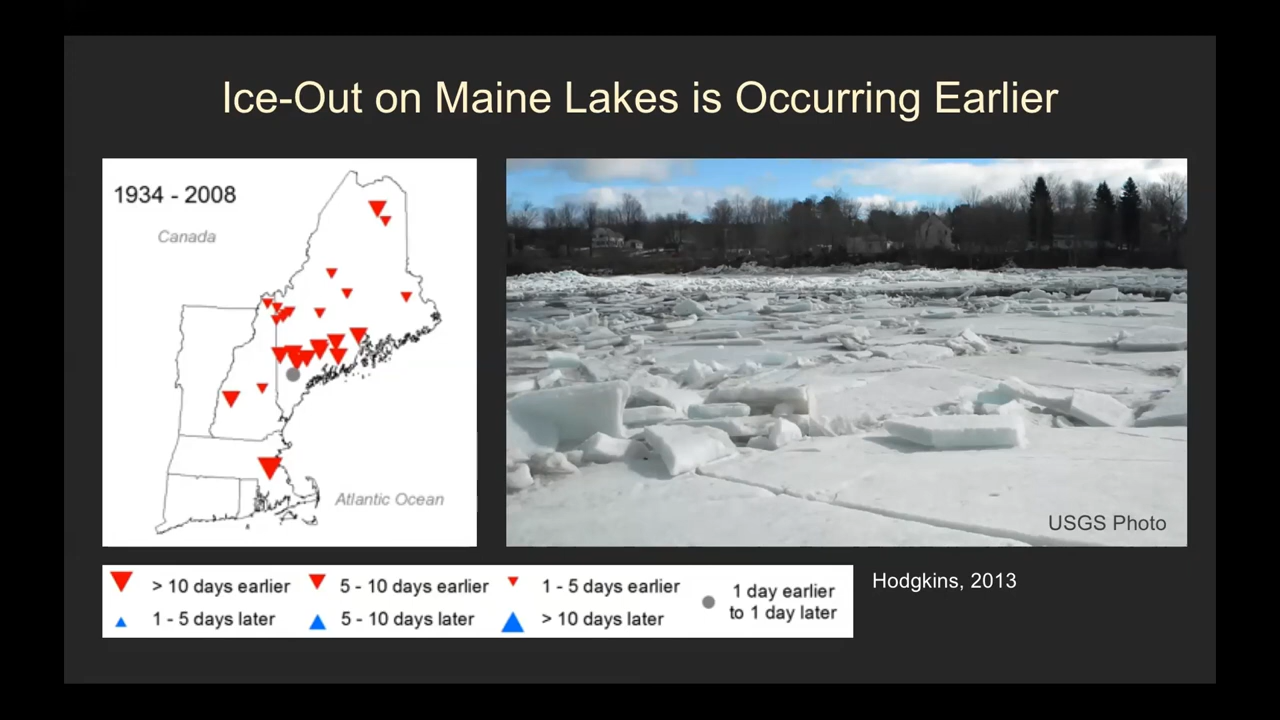 Ice-Out on Maine Lakes is Occurring Earlier
1934 - 2008
Canada
Atlantic Ocean
USGS Photo
> 10 days earlier
5 - 10 days earlier
1 - 5 days earlier
1 day earlier
to 1 day later
1 - 5 days later
5 - 10 days later
> 10 days later
Hodgkins, 2013